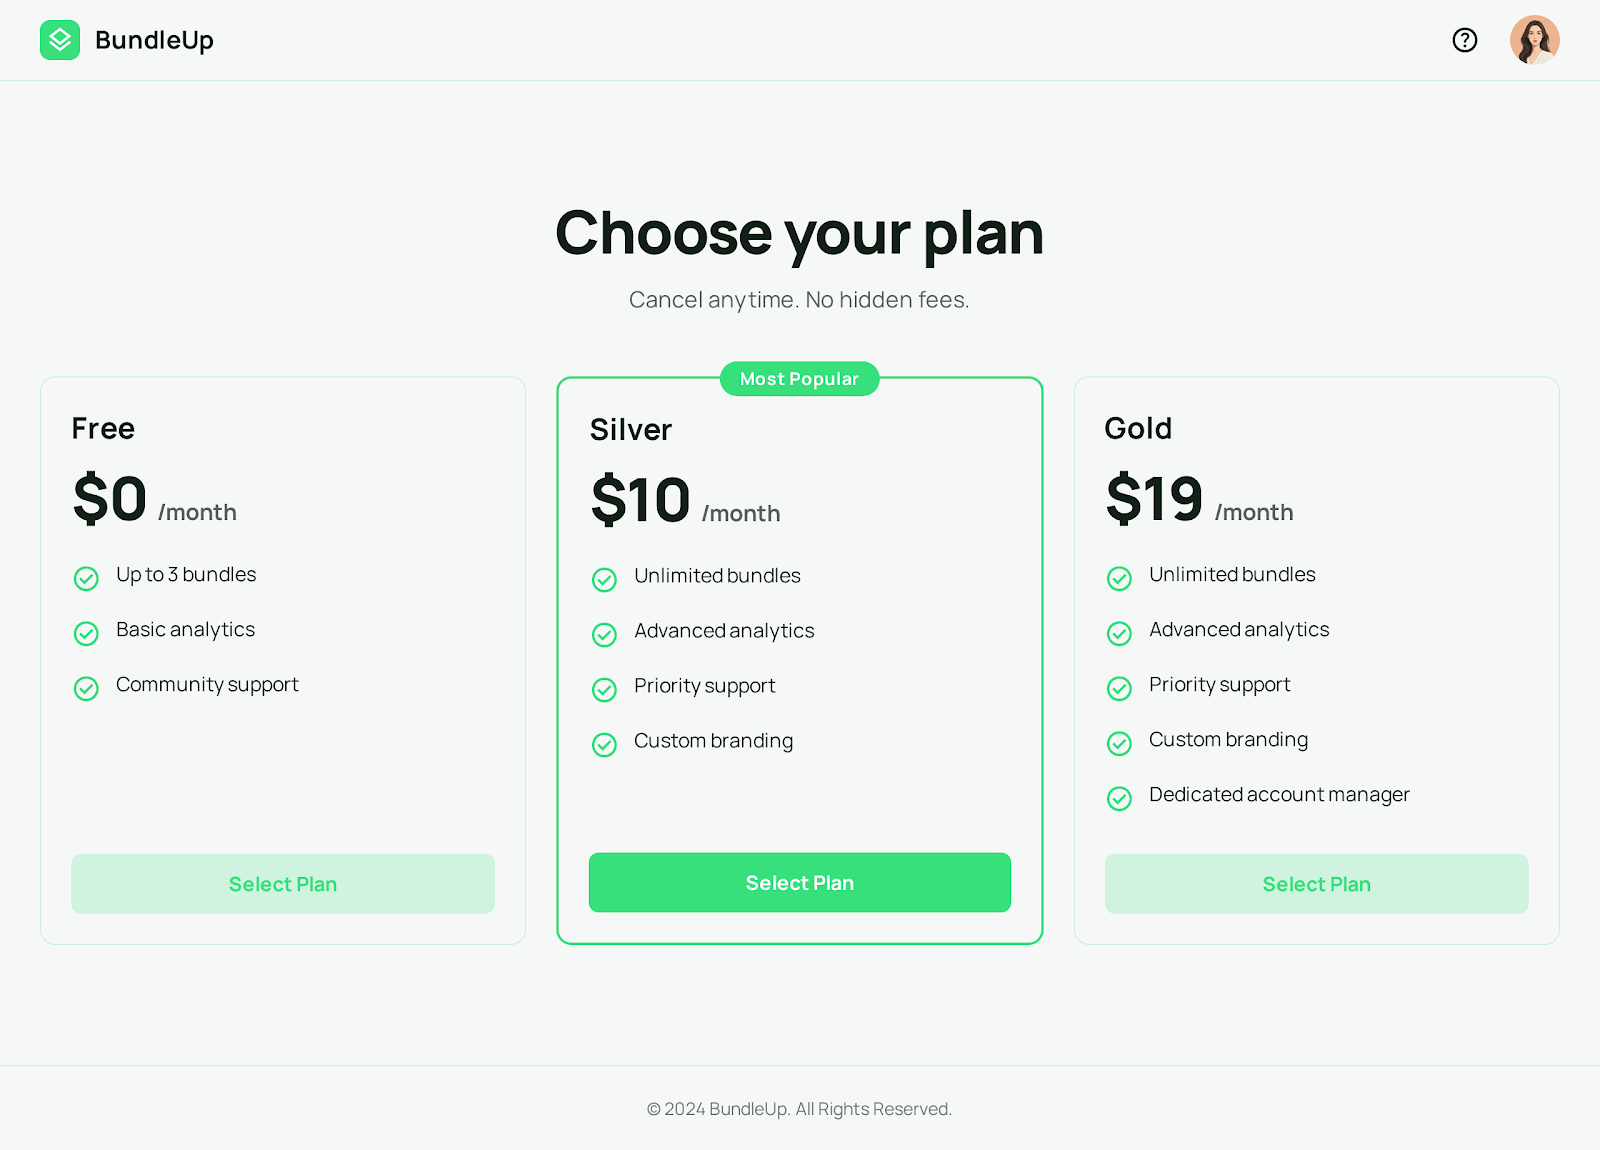 BundleUp
Choose your plan
Cancel anytime. No hidden fees.
Free
$0 /month
Up to 3 bundles
Basic analytics
Community support
Select Plan
Most Popular
Silver
$10 /month
Unlimited bundles
Advanced analytics
Priority support
Custom branding
Select Plan
Gold
$19 /month
Unlimited bundles
Advanced analytics
Priority support
Custom branding
Dedicated account manager
Select Plan
© 2024 BundleUp. All Rights Reserved.